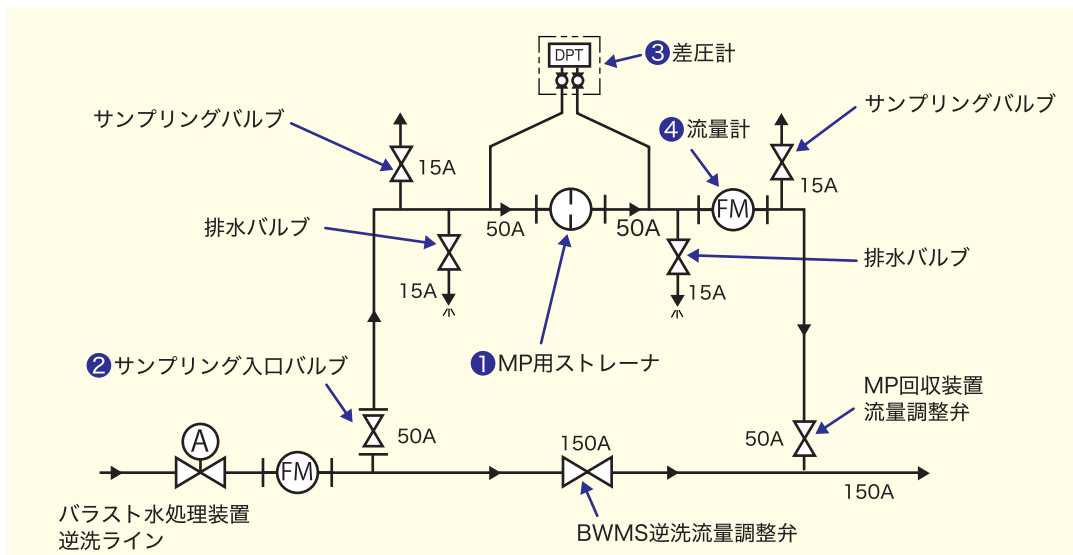 DPT
❸差圧計
サンプリングバルブ
15A
❹流量計
サンプリングバルブ
15A
FM
排水バルブ
50A
50A
15A
排水バルブ
15A
❷サンプリング入口バルブ
❶MP用ストレーナ
MP回収装置
流量調整弁
50A
50A
A
FM
150A
150A
バラスト水処理装置
逆洗ライン
BWMS逆洗流量調整弁